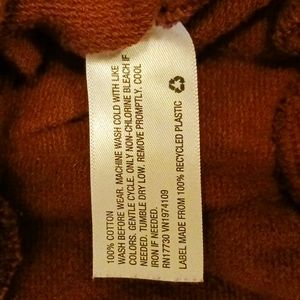 100% COTTON
WASH BEFORE WEAR. MACHINE WASH COLD WITH LIKE
COLORS. GENTLE CYCLE. ONLY NON-CHLORINE BLEACH IF
NEEDED. TUMBLE DRY LOW. REMOVE PROMPTLY. COOL
IRON IF NEEDED.
RN17730 VN1974109
LABEL MADE FROM 100% RECYCLED PLASTIC